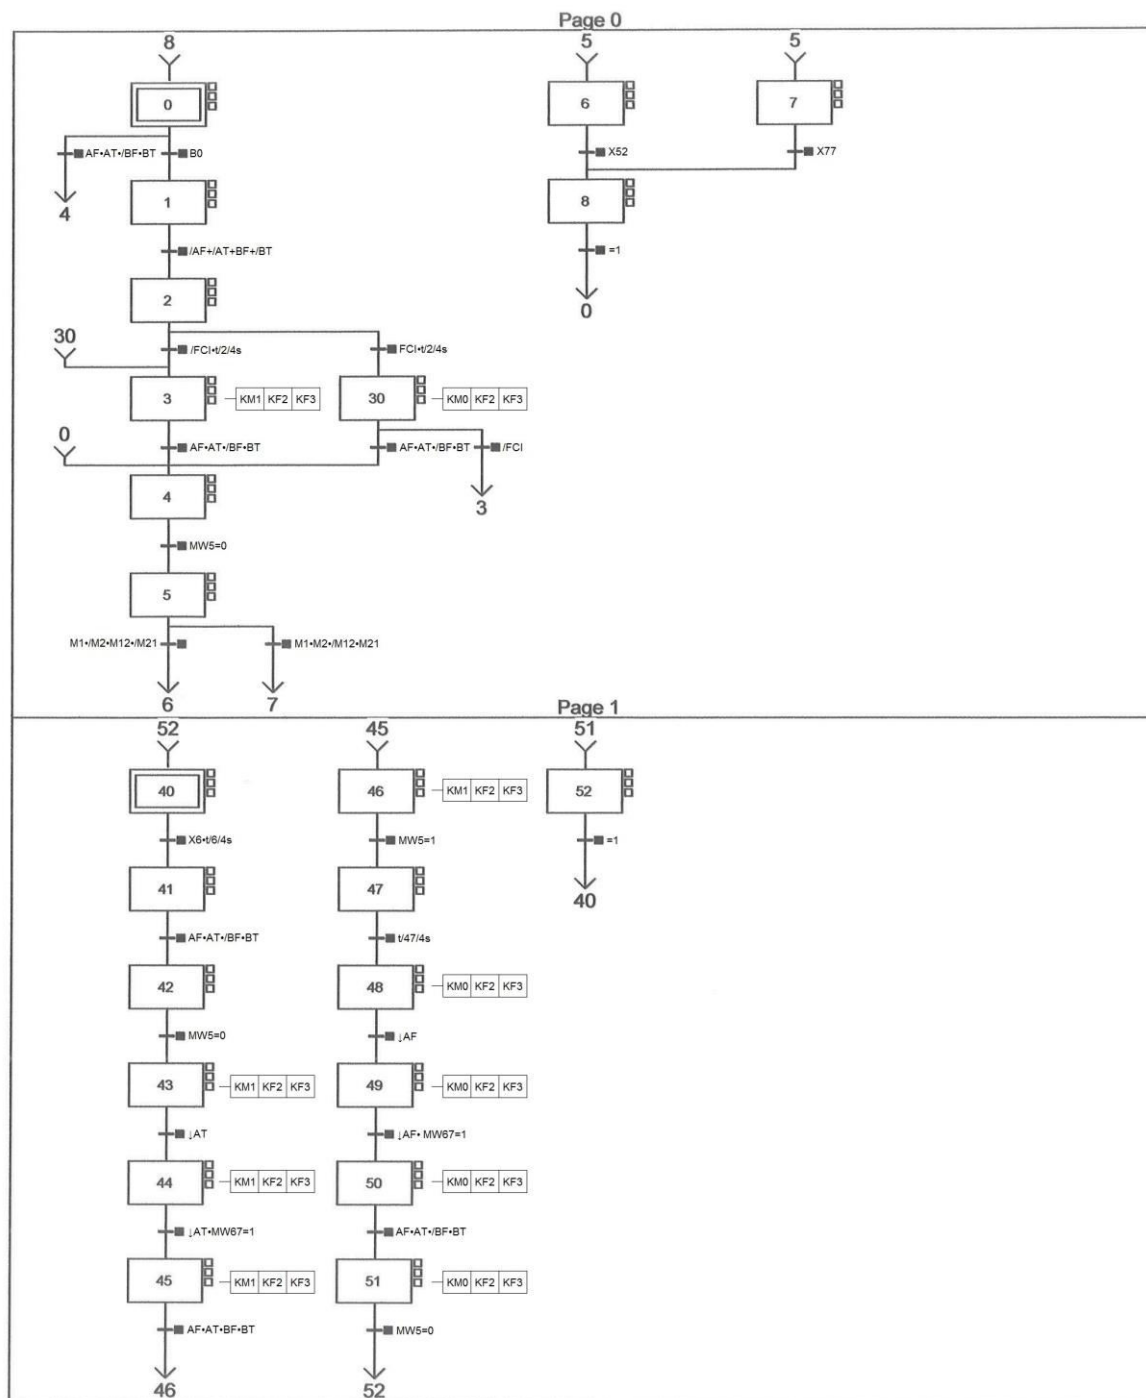 Page 0
8 5 5
0 6 7
AF•AT•/BF•BT B0 X52 X77
4 1 8
/AF+/AT+BF+/BT =1
2 0
30
/FCI•t/2/4s FCI•t/2/4s
3 KM1 KF2 KF3 30 KM0 KF2 KF3
0
AF•AT•/BF•BT AF•AT•/BF•BT /FCI
4 3
MW5=0
5
M1•/M2•M12•/M21 M1•M2•/M12•M21
6 7
Page 1
52 45 51
40 46 KM1 KF2 KF3 52
X6•t/6/4s MW5=1 =1
41 47 40
AF•AT•/BF•BT t/47/4s
42 48 KM0 KF2 KF3
MW5=0 ↓AF
43 KM1 KF2 KF3 49 KM0 KF2 KF3
↓AT ↓AF• MW67=1
44 KM1 KF2 KF3 50 KM0 KF2 KF3
↓AT•MW67=1 AF•AT•/BF•BT
45 KM1 KF2 KF3 51 KM0 KF2 KF3
AF•AT•BF•BT MW5=0
46 52